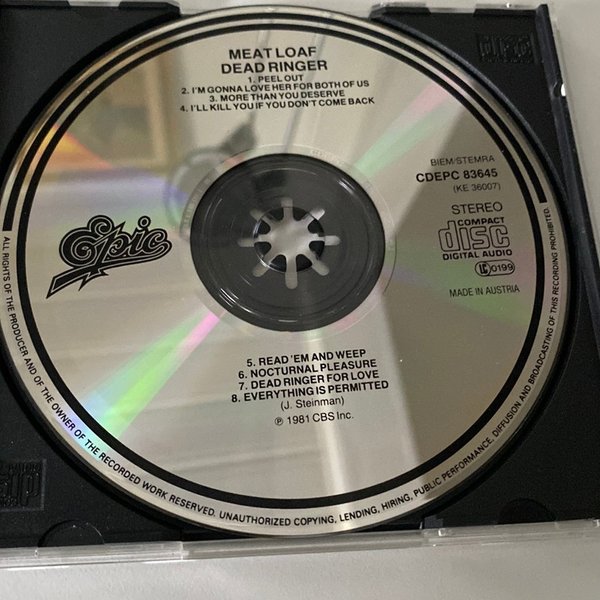 MEAT LOAF
DEAD RINGER
1. PEEL OUT
2. I'M GONNA LOVE HER FOR BOTH OF US
3. MORE THAN YOU DESERVE
4. I'LL KILL YOU IF YOU DON'T COME BACK
BIEM/STEMRA
CDEPC 83645
(KE 36007)
STEREO
COMPACT
disc
DIGITAL AUDIO
LC 0199
MADE IN AUSTRIA
Epic
5. READ 'EM AND WEEP
6. NOCTURNAL PLEASURE
7. DEAD RINGER FOR LOVE
8. EVERYTHING IS PERMITTED
(J. Steinman)
℗ 1981 CBS Inc.
ALL RIGHTS OF THE PRODUCER AND OF THE OWNER OF THE RECORDED WORK RESERVED. UNAUTHORIZED COPYING, LENDING, HIRING, PUBLIC PERFORMANCE, DIFFUSION AND BROADCASTING OF THIS RECORDING PROHIBITED.